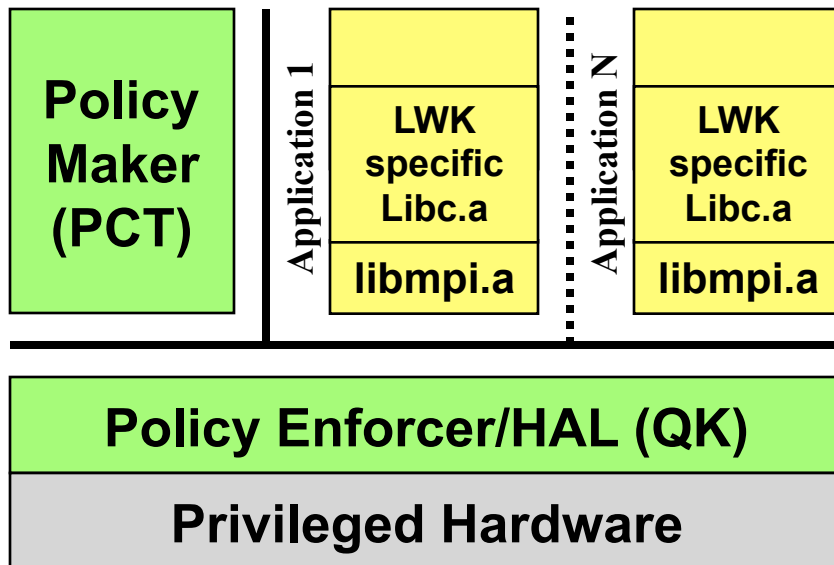 Policy
Maker
(PCT)
Application 1
LWK
specific
Libc.a
libmpi.a
Application N
LWK
specific
Libc.a
libmpi.a
Policy Enforcer/HAL (QK)
Privileged Hardware